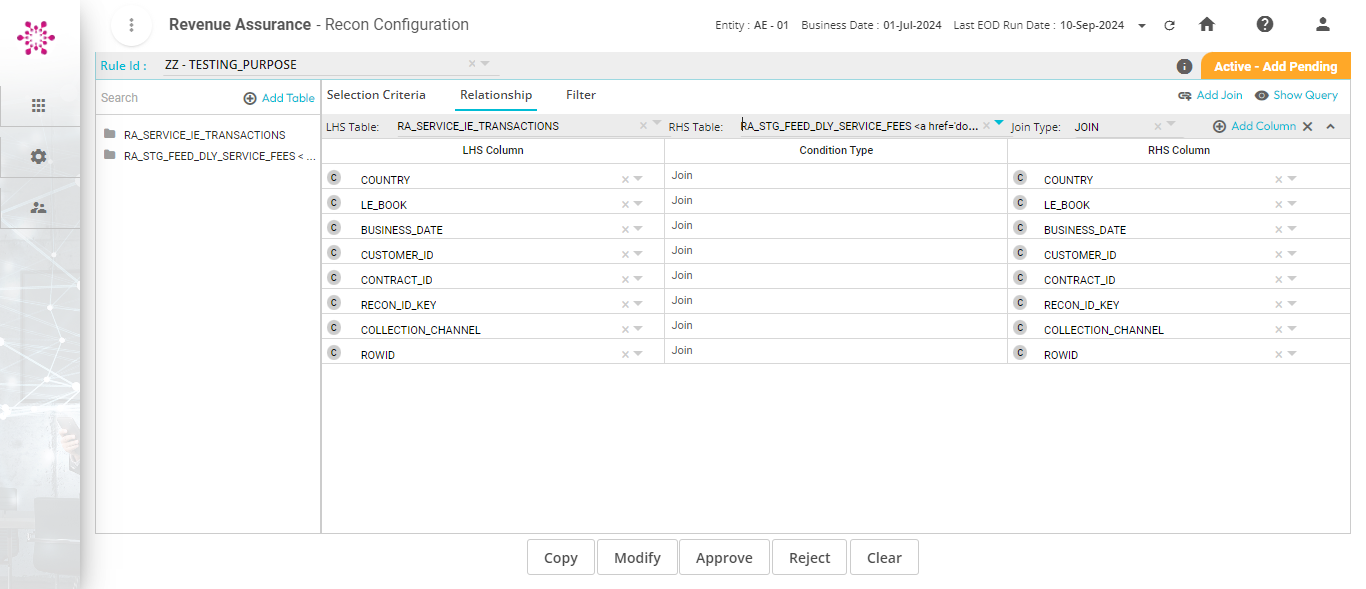 Revenue Assurance - Recon Configuration
Entity : AE - 01 Business Date : 01-Jul-2024 Last EOD Run Date : 10-Sep-2024
Rule Id : ZZ - TESTING_PURPOSE
Active - Add Pending
Search Add Table
Selection Criteria Relationship Filter
Add Join Show Query
RA_SERVICE_IE_TRANSACTIONS
RA_STG_FEED_DLY_SERVICE_FEES < ...
LHS Table: RA_SERVICE_IE_TRANSACTIONS RHS Table: RA_STG_FEED_DLY_SERVICE_FEES <a href='do... Join Type: JOIN Add Column
LHS Column Condition Type RHS Column
C COUNTRY Join C COUNTRY
C LE_BOOK Join C LE_BOOK
C BUSINESS_DATE Join C BUSINESS_DATE
C CUSTOMER_ID Join C CUSTOMER_ID
C CONTRACT_ID Join C CONTRACT_ID
C RECON_ID_KEY Join C RECON_ID_KEY
C COLLECTION_CHANNEL Join C COLLECTION_CHANNEL
C ROWID Join C ROWID
Copy Modify Approve Reject Clear